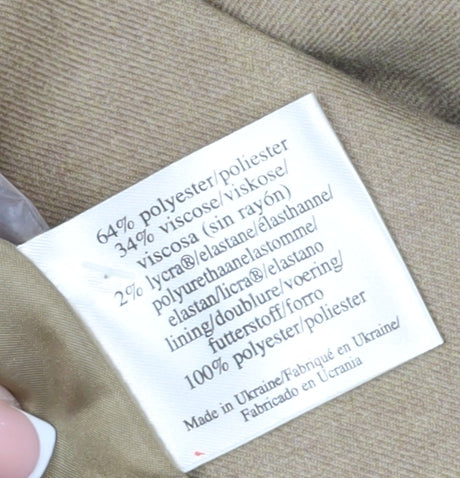 64% polyester/poliester
34% viscose/viskose/
viscosa (sin rayón)
2% lycra®/elastane/élasthanne/
polyurethaanelastomme/
elastan/licra®/elastano
lining/doublure/voering/
futterstoff/forro
100% polyester/poliester
Made in Ukraine/Fabriqué en Ukraine/
Fabricado en Ucrania